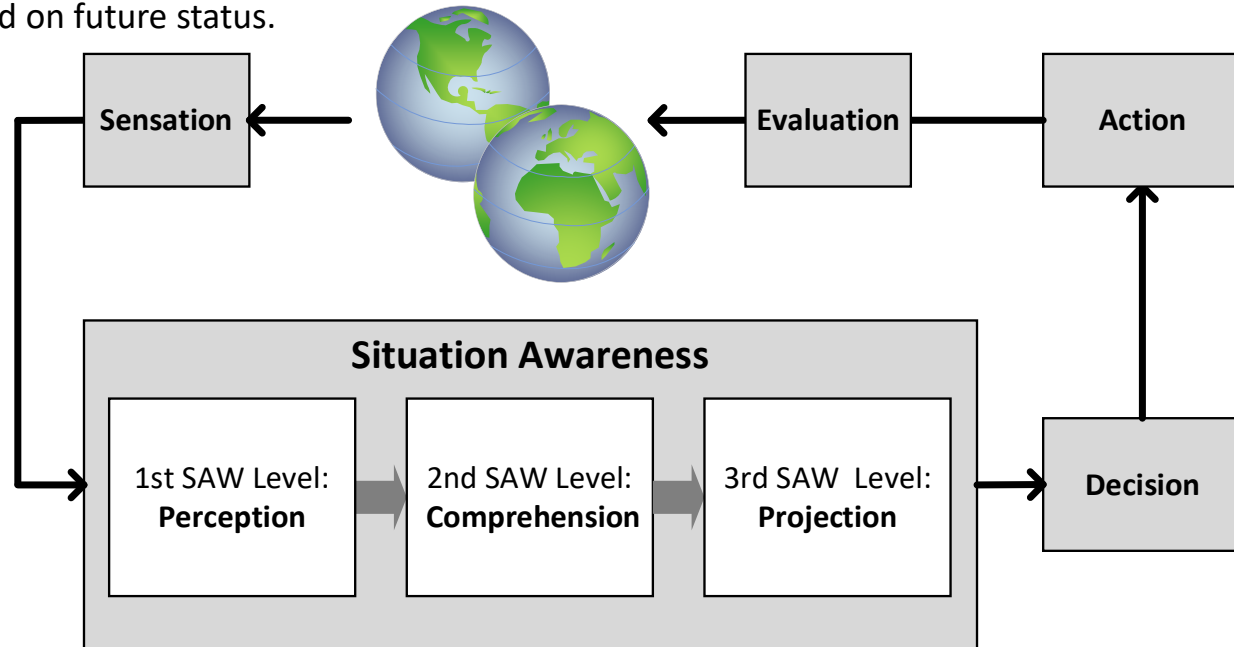 d on future status.
Sensation
Evaluation
Action
Situation Awareness
1st SAW Level:
Perception
2nd SAW Level:
Comprehension
3rd SAW  Level:
Projection
Decision